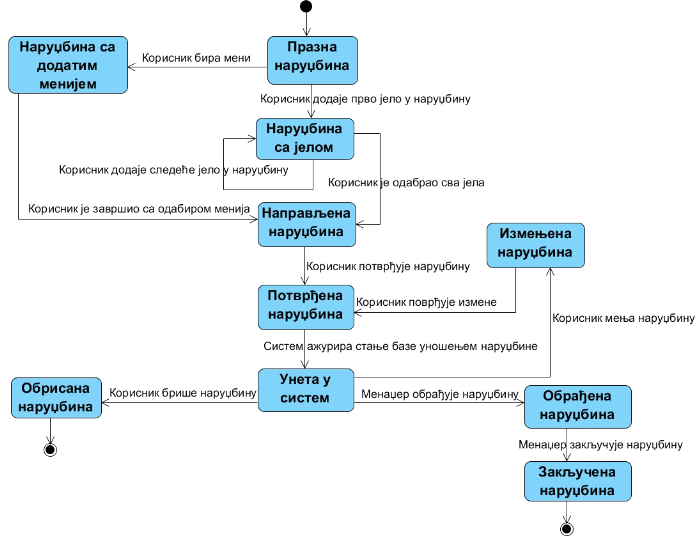 Наруџбина са
додатим
менијем
Корисник бира мени
Празна
наруџбина
Корисник додаје прво јело у наруџбину
Наруџбина
са јелом
Корисник додаје следеће јело у наруџбину
Корисник је одабрао сва јела
Корисник је завршио са одабиром менија
Направљена
наруџбина
Измењена
наруџбина
Корисник потврђује наруџбину
Потврђена
наруџбина
Корисник поврђује измене
Корисник мења наруџбину
Систем ажурира стање базе уношењем наруџбине
Унета у
систем
Обрисана
наруџбина
Корисник брише наруџбину
Менаџер обрађује наруџбину
Обрађена
наруџбина
Менаџер закључује наруџбину
Закључена
наруџбина